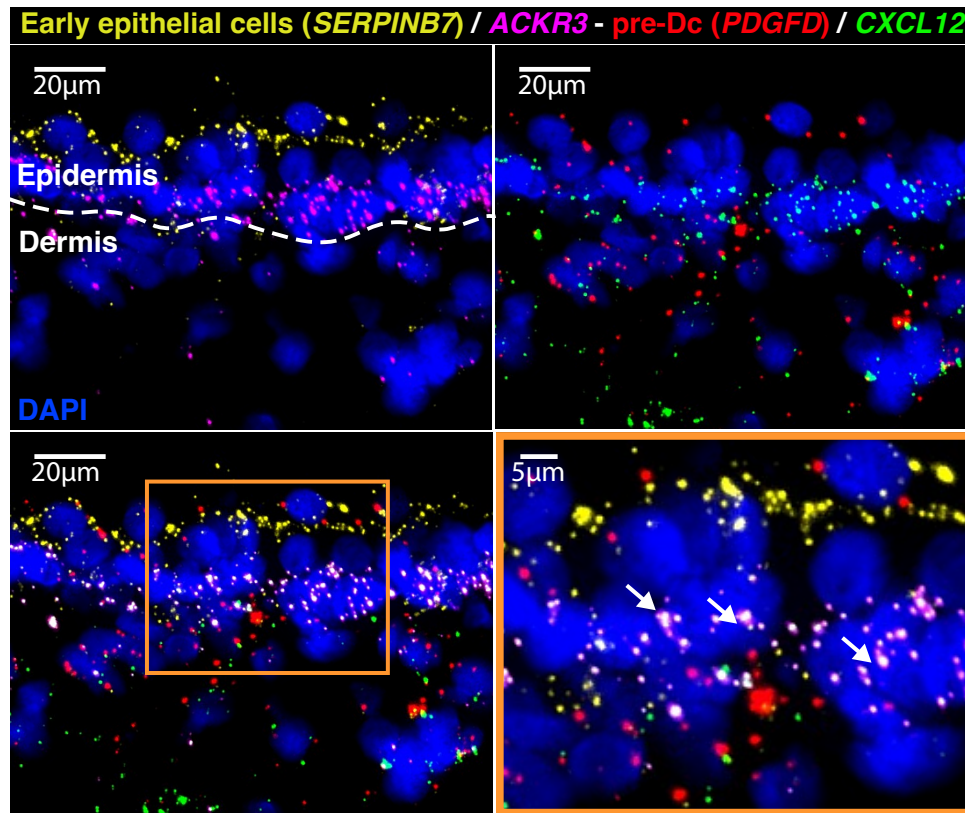 Early epithelial cells (SERPINB7) / ACKR3 - pre-Dc (PDGFD) / CXCL12
20µm
20µm
Epidermis
Dermis
DAPI
20µm
5µm